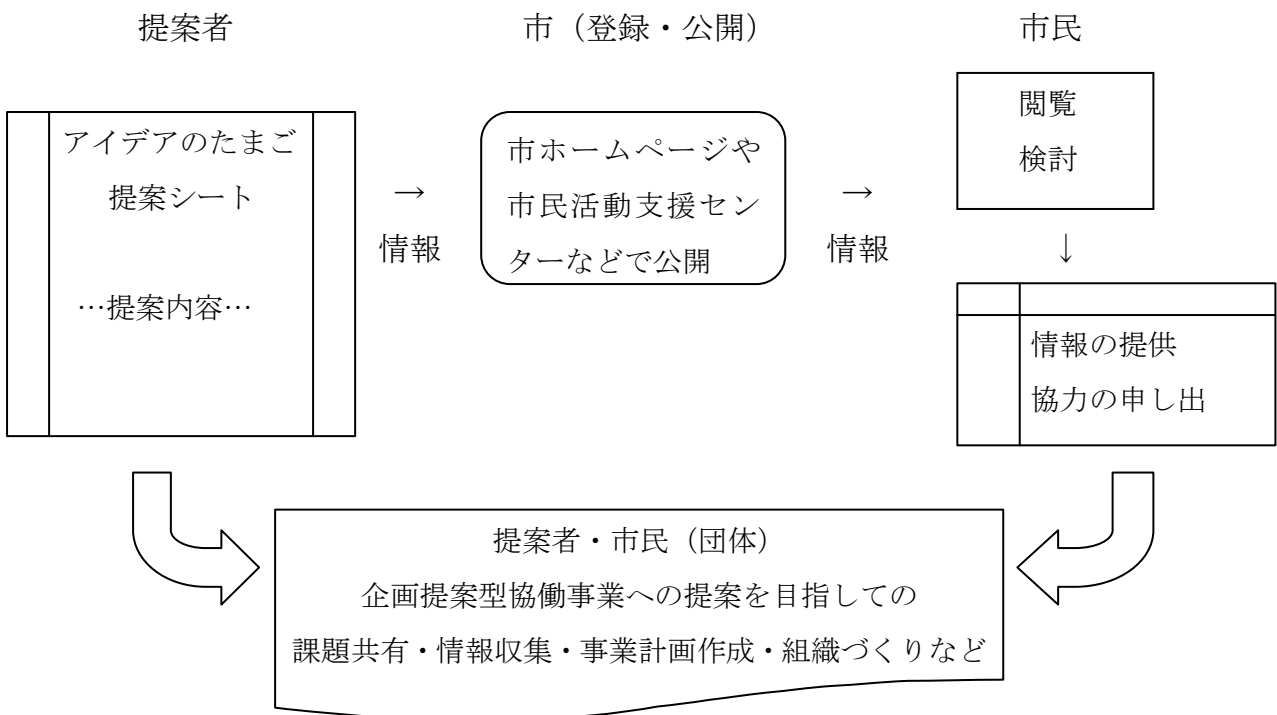 提案者
市（登録・公開）
市民
アイデアのたまご
提案シート
…提案内容…
→
情報
市ホームページや
市民活動支援セン
ターなどで公開
→
情報
閲覧
検討
↓
情報の提供
協力の申し出
提案者・市民（団体）
企画提案型協働事業への提案を目指しての
課題共有・情報収集・事業計画作成・組織づくりなど